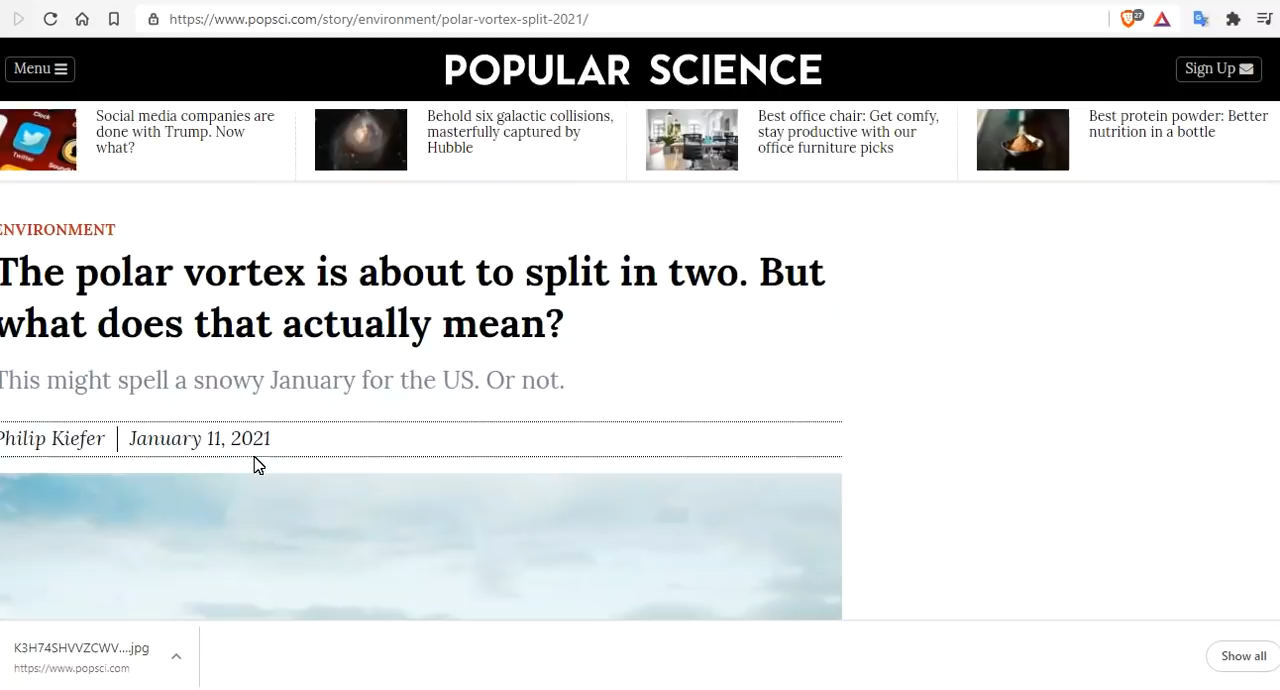 https://www.popsci.com/story/environment/polar-vortex-split-2021/
27
Menu
POPULAR SCIENCE
Sign Up
Social media companies are
done with Trump. Now
what?
Behold six galactic collisions,
masterfully captured by
Hubble
Best office chair: Get comfy,
stay productive with our
office furniture picks
Best protein powder: Better
nutrition in a bottle
Clock
Twitter
ENVIRONMENT
The polar vortex is about to split in two. But
what does that actually mean?
This might spell a snowy January for the US. Or not.
Philip Kiefer | January 11, 2021
K3H74SHVVZCWV....jpg
https://www.popsci.com
Show all